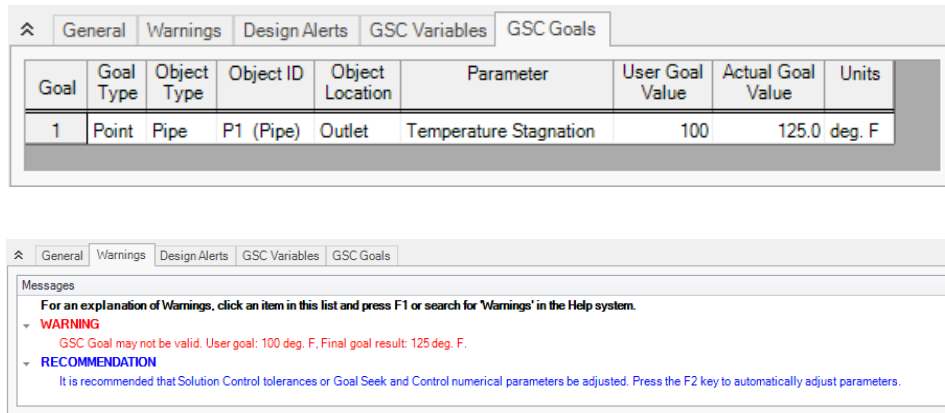 General Warnings Design Alerts GSC Variables GSC Goals
Goal Goal Type Object Type Object ID Object Location Parameter User Goal Value Actual Goal Value Units
1 Point Pipe P1 (Pipe) Outlet Temperature Stagnation 100 125.0 deg. F
General Warnings Design Alerts GSC Variables GSC Goals
Messages
For an explanation of Warnings, click an item in this list and press F1 or search for 'Warnings' in the Help system.
WARNING
GSC Goal may not be valid. User goal: 100 deg. F, Final goal result: 125 deg. F.
RECOMMENDATION
It is recommended that Solution Control tolerances or Goal Seek and Control numerical parameters be adjusted. Press the F2 key to automatically adjust parameters.